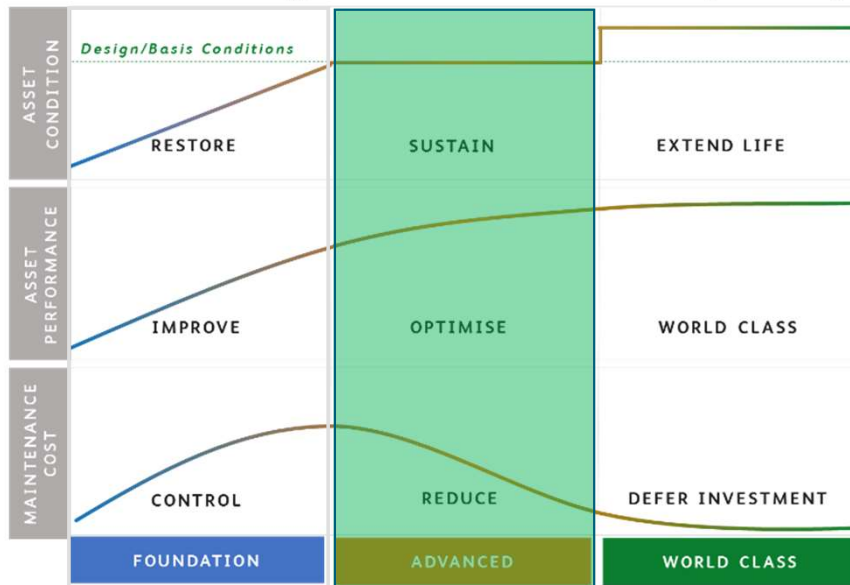 ASSET
CONDITION
Design/Basis Conditions
RESTORE
SUSTAIN
EXTEND LIFE
ASSET
PERFORMANCE
IMPROVE
OPTIMISE
WORLD CLASS
MAINTENANCE
COST
CONTROL
REDUCE
DEFER INVESTMENT
FOUNDATION
ADVANCED
WORLD CLASS